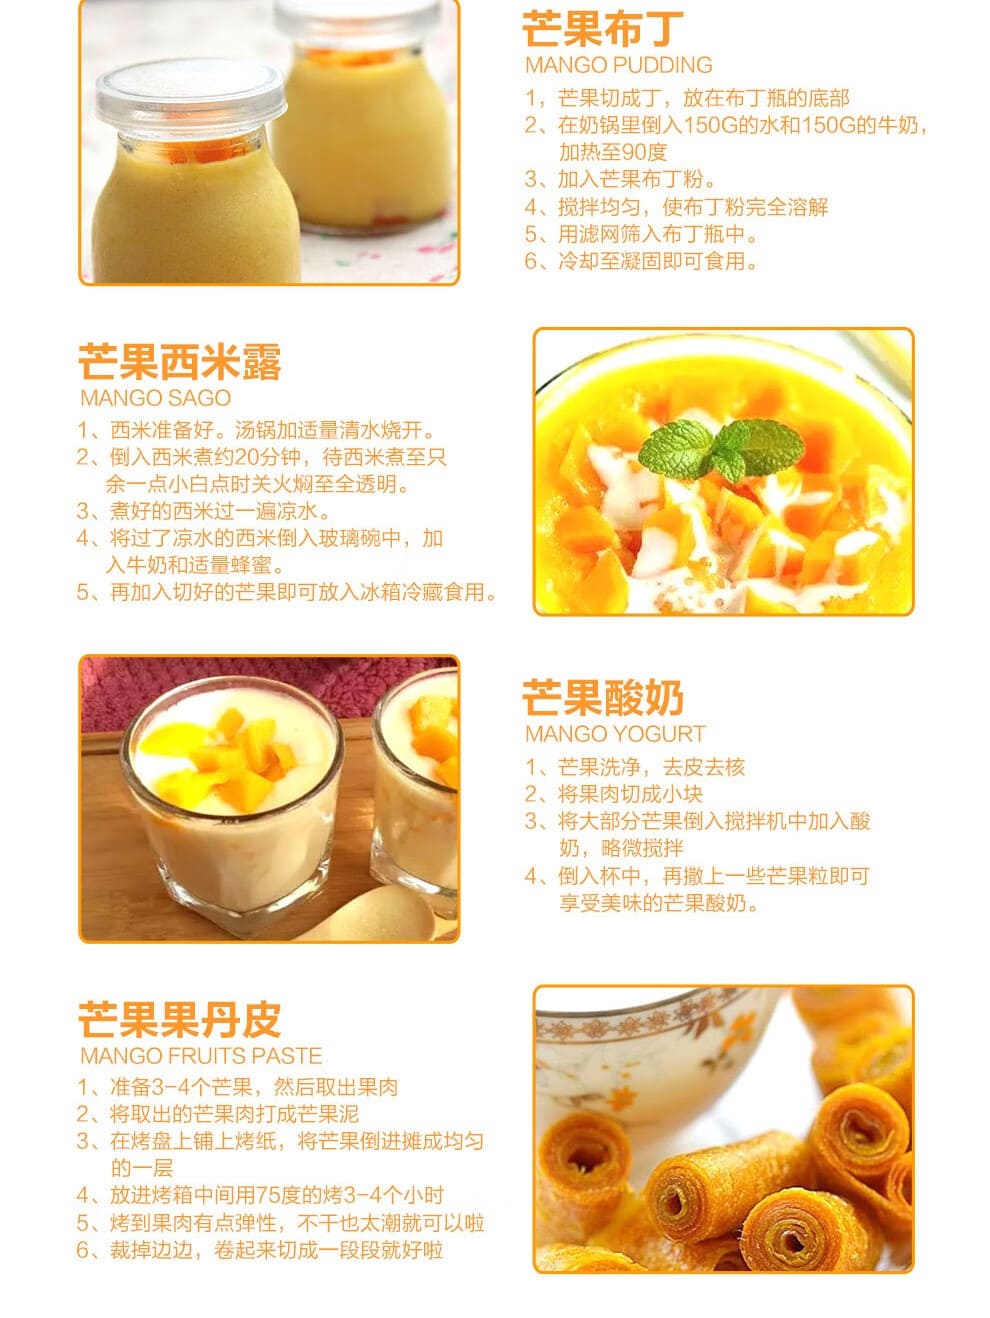 芒果布丁
MANGO PUDDING
1，芒果切成丁，放在布丁瓶的底部
2、在奶锅里倒入150G的水和150G的牛奶，
加热至90度
3、加入芒果布丁粉。
4、搅拌均匀，使布丁粉完全溶解
5、用滤网筛入布丁瓶中。
6、冷却至凝固即可食用。
芒果西米露
MANGO SAGO
1、西米准备好。汤锅加适量清水烧开。
2、倒入西米煮约20分钟，待西米煮至只
余一点小白点时关火焖至全透明。
3、煮好的西米过一遍凉水。
4、将过了凉水的西米倒入玻璃碗中，加
入牛奶和适量蜂蜜。
5、再加入切好的芒果即可放入冰箱冷藏食用。
芒果酸奶
MANGO YOGURT
1、芒果洗净，去皮去核
2、将果肉切成小块
3、将大部分芒果倒入搅拌机中加入酸
奶，略微搅拌
4、倒入杯中，再撒上一些芒果粒即可
享受美味的芒果酸奶。
芒果果丹皮
MANGO FRUITS PASTE
1、准备3-4个芒果，然后取出果肉
2、将取出的芒果肉打成芒果泥
3、在烤盘上铺上烤纸，将芒果倒进摊成均匀
的一层
4、放进烤箱中间用75度的烤3-4个小时
5、烤到果肉有点弹性，不干也太潮就可以啦
6、裁掉边边，卷起来切成一段段就好啦